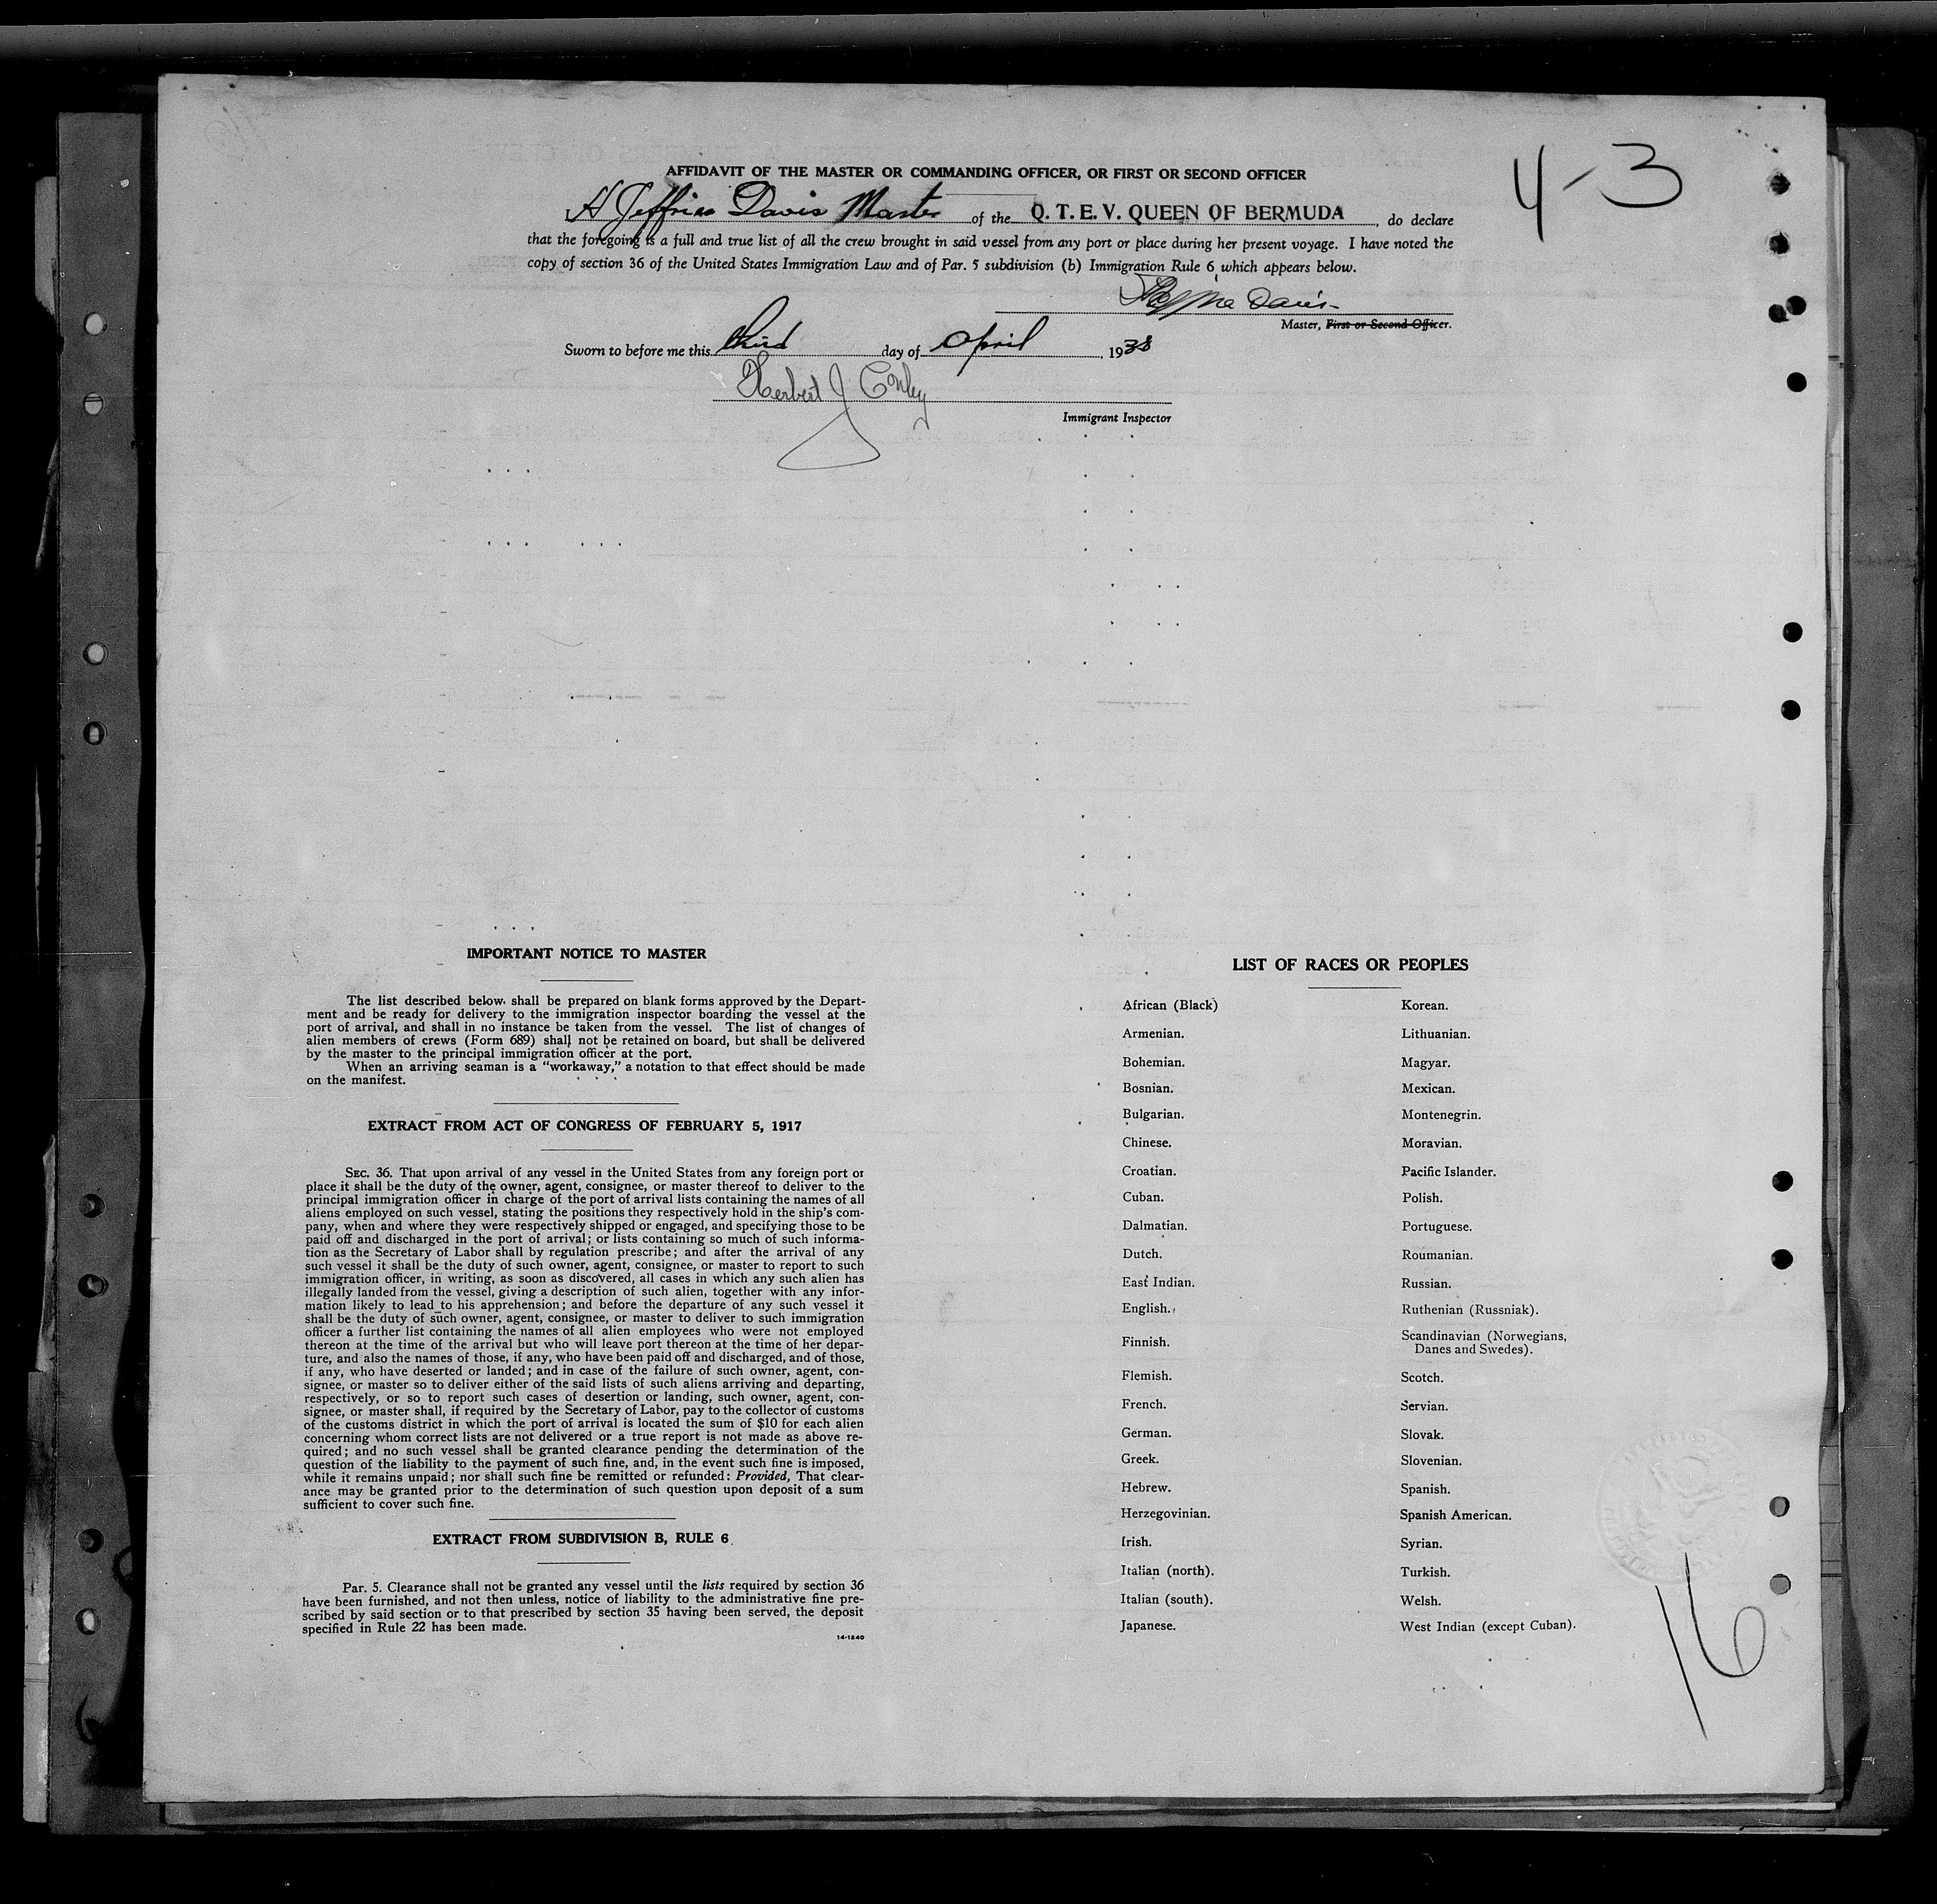 4-3
AFFIDAVIT OF THE MASTER OR COMMANDING OFFICER, OR FIRST OR SECOND OFFICER
H Jeffries Davis Master of the Q. T. E. V. QUEEN OF BERMUDA, do declare
that the foregoing is a full and true list of all the crew brought in said vessel from any port or place during her present voyage. I have noted the
copy of section 36 of the United States Immigration Law and of Par. 5 subdivision (b) Immigration Rule 6 which appears below.
Davis
Master, First or Second Officer.
Sworn to before me this third day of April, 1938
Herbert J Conley
Immigrant Inspector
IMPORTANT NOTICE TO MASTER
The list described below shall be prepared on blank forms approved by the Depart-
ment and be ready for delivery to the immigration inspector boarding the vessel at the
port of arrival, and shall in no instance be taken from the vessel. The list of changes of
alien members of crews (Form 689) shall not be retained on board, but shall be delivered
by the master to the principal immigration officer at the port.
When an arriving seaman is a "workaway," a notation to that effect should be made
on the manifest.
EXTRACT FROM ACT OF CONGRESS OF FEBRUARY 5, 1917
SEC. 36. That upon arrival of any vessel in the United States from any foreign port or
place it shall be the duty of the owner, agent, consignee, or master thereof to deliver to the
principal immigration officer in charge of the port of arrival lists containing the names of all
aliens employed on such vessel, stating the positions they respectively hold in the ship's com-
pany, when and where they were respectively shipped or engaged, and specifying those to be
paid off and discharged in the port of arrival; or lists containing so much of such informa-
tion as the Secretary of Labor shall by regulation prescribe; and after the arrival of any
such vessel it shall be the duty of such owner, agent, consignee, or master to report to such
immigration officer, in writing, as soon as discovered, all cases in which any such alien has
illegally landed from the vessel, giving a description of such alien, together with any infor-
mation likely to lead to his apprehension; and before the departure of any such vessel it
shall be the duty of such owner, agent, consignee, or master to deliver to such immigration
officer a further list containing the names of all alien employees who were not employed
thereon at the time of the arrival but who will leave port thereon at the time of her depar-
ture, and also the names of those, if any, who have been paid off and discharged, and of those,
if any, who have deserted or landed; and in case of the failure of such owner, agent, con-
signee, or master so to deliver either of the said lists of such aliens arriving and departing,
respectively, or so to report such cases of desertion or landing, such owner, agent, con-
signee, or master shall, if required by the Secretary of Labor, pay to the collector of customs
of the customs district in which the port of arrival is located the sum of $10 for each alien
concerning whom correct lists are not delivered or a true report is not made as above re-
quired; and no such vessel shall be granted clearance pending the determination of the
question of the liability to the payment of such fine, and, in the event such fine is imposed,
while it remains unpaid; nor shall such fine be remitted or refunded: Provided, That clear-
ance may be granted prior to the determination of such question upon deposit of a sum
sufficient to cover such fine.
EXTRACT FROM SUBDIVISION B, RULE 6
Par. 5. Clearance shall not be granted any vessel until the lists required by section 36
have been furnished, and not then unless, notice of liability to the administrative fine pre-
scribed by said section or to that prescribed by section 35 having been served, the deposit
specified in Rule 22 has been made.
14-1240
LIST OF RACES OR PEOPLES
African (Black)
Armenian.
Bohemian.
Bosnian.
Bulgarian.
Chinese.
Croatian.
Cuban.
Dalmatian.
Dutch.
East Indian.
English.
Finnish.
Flemish.
French.
German.
Greek.
Hebrew.
Herzegovinian.
Irish.
Italian (north).
Italian (south).
Japanese.
Korean.
Lithuanian.
Magyar.
Mexican.
Montenegrin.
Moravian.
Pacific Islander.
Polish.
Portuguese.
Roumanian.
Russian.
Ruthenian (Russniak).
Scandinavian (Norwegians,
Danes and Swedes).
Scotch.
Servian.
Slovak.
Slovenian.
Spanish.
Spanish American.
Syrian.
Turkish.
Welsh.
West Indian (except Cuban).
16